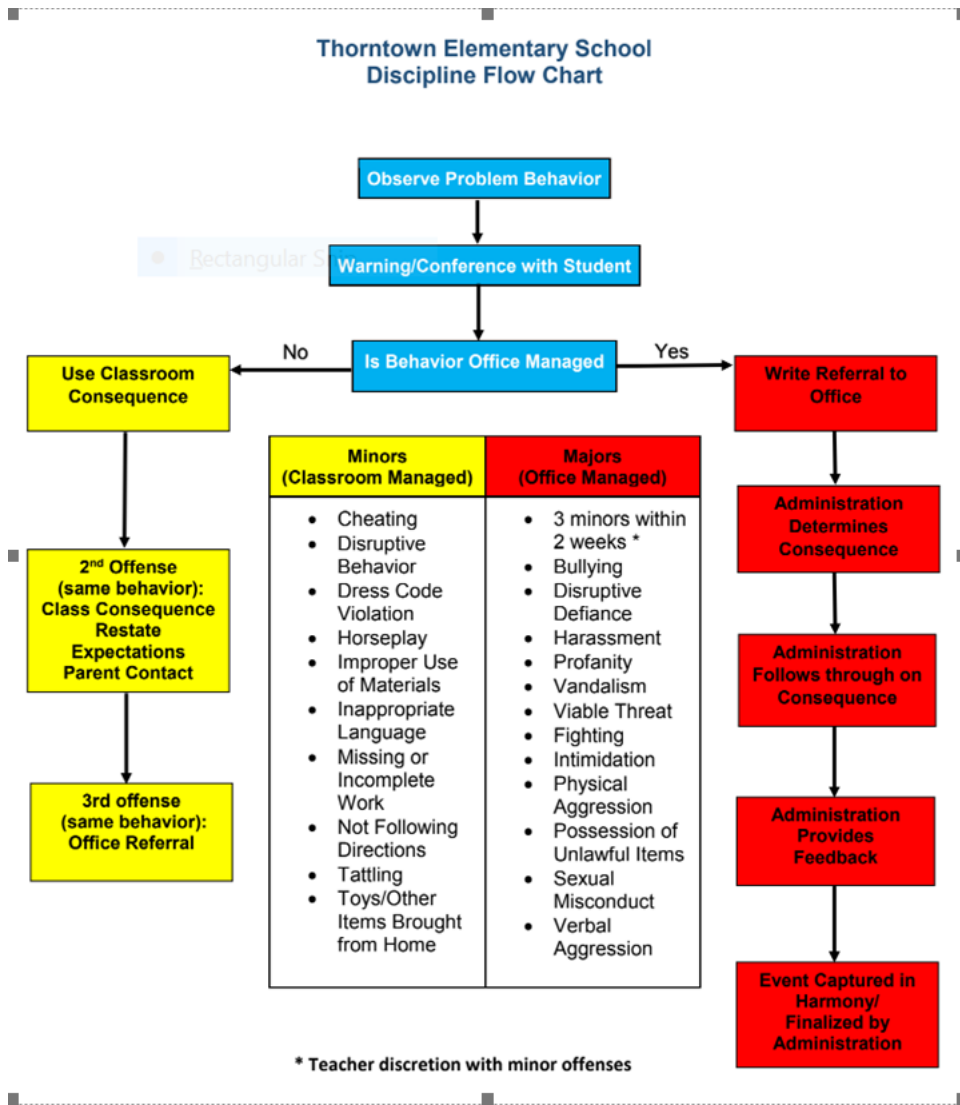 Thorntown Elementary School
Discipline Flow Chart
Observe Problem Behavior
Rectangular
Warning/Conference with Student
Is Behavior Office Managed
No
Yes
Use Classroom
Consequence
2nd Offense
(same behavior):
Class Consequence
Restate
Expectations
Parent Contact
3rd offense
(same behavior):
Office Referral
Minors
(Classroom Managed)
• Cheating
• Disruptive
Behavior
• Dress Code
Violation
• Horseplay
• Improper Use
of Materials
• Inappropriate
Language
• Missing or
Incomplete
Work
• Not Following
Directions
• Tattling
• Toys/Other
Items Brought
from Home
Majors
(Office Managed)
• 3 minors within
2 weeks *
• Bullying
• Disruptive
Defiance
• Harassment
• Profanity
• Vandalism
• Viable Threat
• Fighting
• Intimidation
• Physical
Aggression
• Possession of
Unlawful Items
• Sexual
Misconduct
• Verbal
Aggression
Write Referral to
Office
Administration
Determines
Consequence
Administration
Follows through on
Consequence
Administration
Provides
Feedback
Event Captured in
Harmony/
Finalized by
Administration
* Teacher discretion with minor offenses